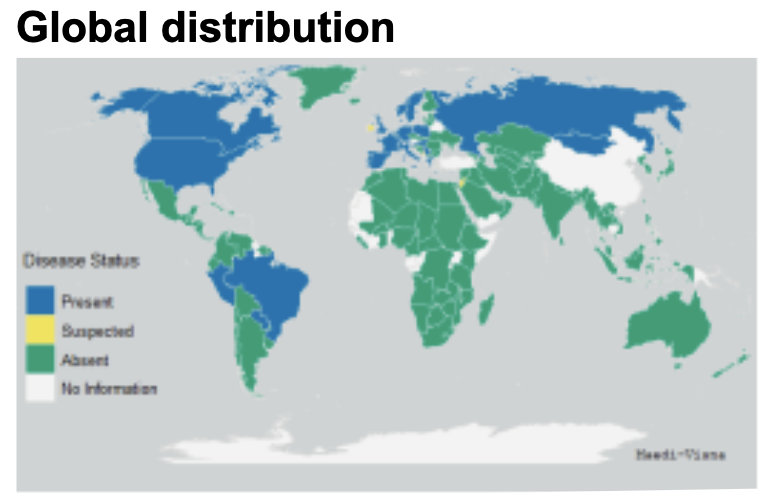 Global distribution
Disease Status
Present
Suspected
Absent
No Information